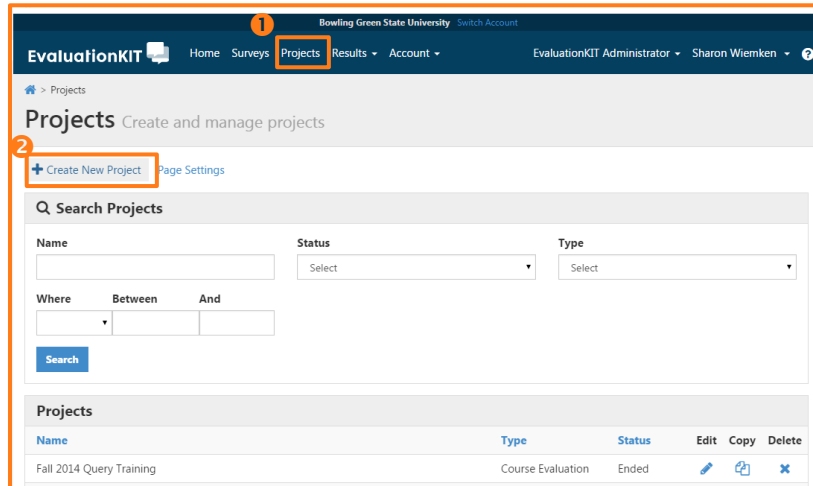 Bowling Green State University Switch Account
1
EvaluationKIT Home Surveys Projects Results Account EvaluationKIT Administrator Sharon Wiemken ?
> Projects
Projects Create and manage projects
2
+ Create New Project Page Settings
Search Projects
Name Status Type
Select Select
Where Between And
Search
Projects
Name Type Status Edit Copy Delete
Fall 2014 Query Training Course Evaluation Ended